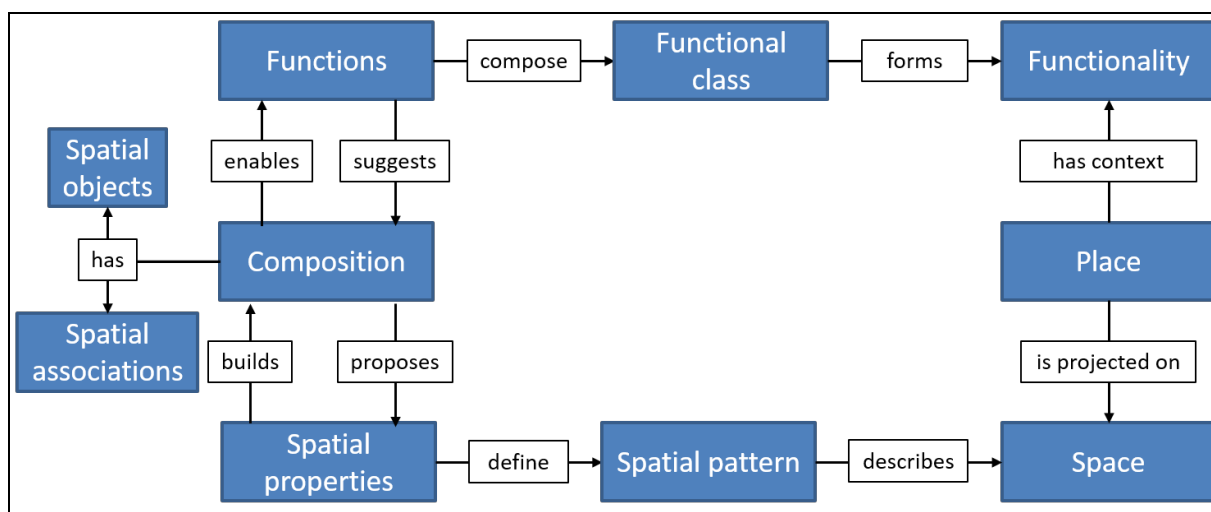 Functions
compose
Functional
class
forms
Functionality
enables
suggests
has context
Spatial
objects
has
Composition
Place
Spatial
associations
builds
proposes
is projected on
Spatial
properties
define
Spatial pattern
describes
Space